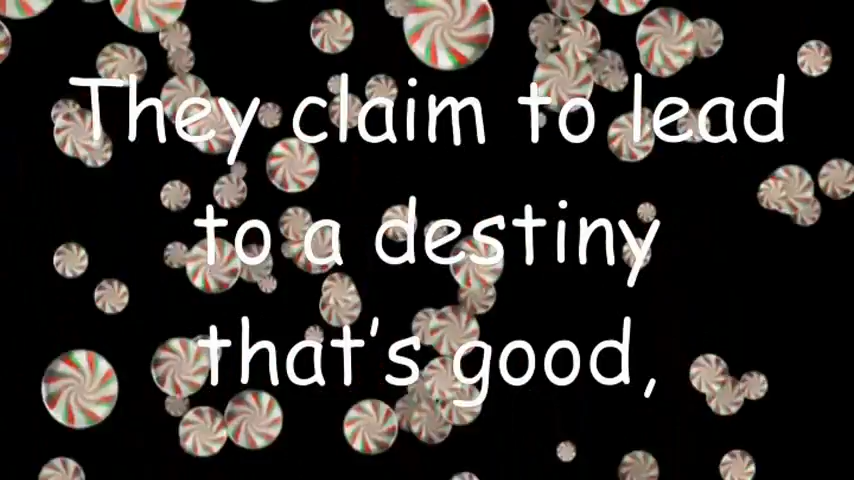 They claim to lead
to a destiny
that's good,